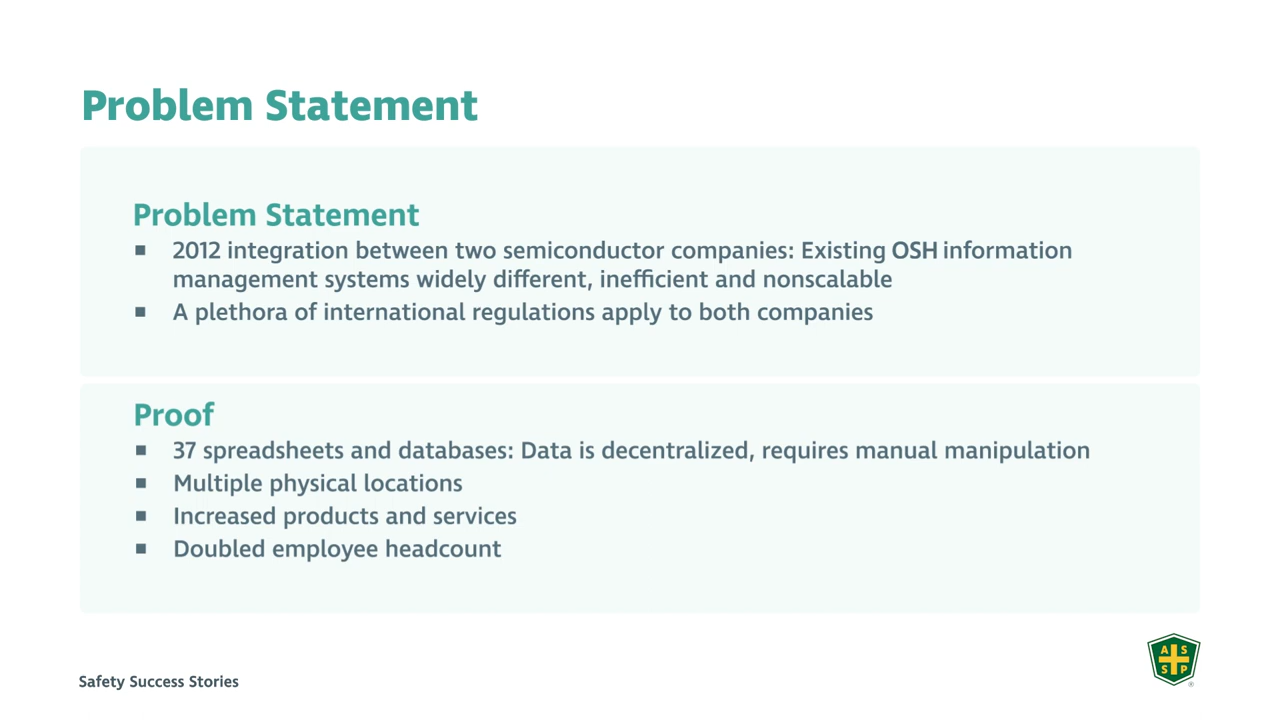 Problem Statement
Problem Statement
▪ 2012 integration between two semiconductor companies: Existing OSH information
management systems widely different, inefficient and nonscalable
▪ A plethora of international regulations apply to both companies
Proof
▪ 37 spreadsheets and databases: Data is decentralized, requires manual manipulation
▪ Multiple physical locations
▪ Increased products and services
▪ Doubled employee headcount
Safety Success Stories
A S
S P
®